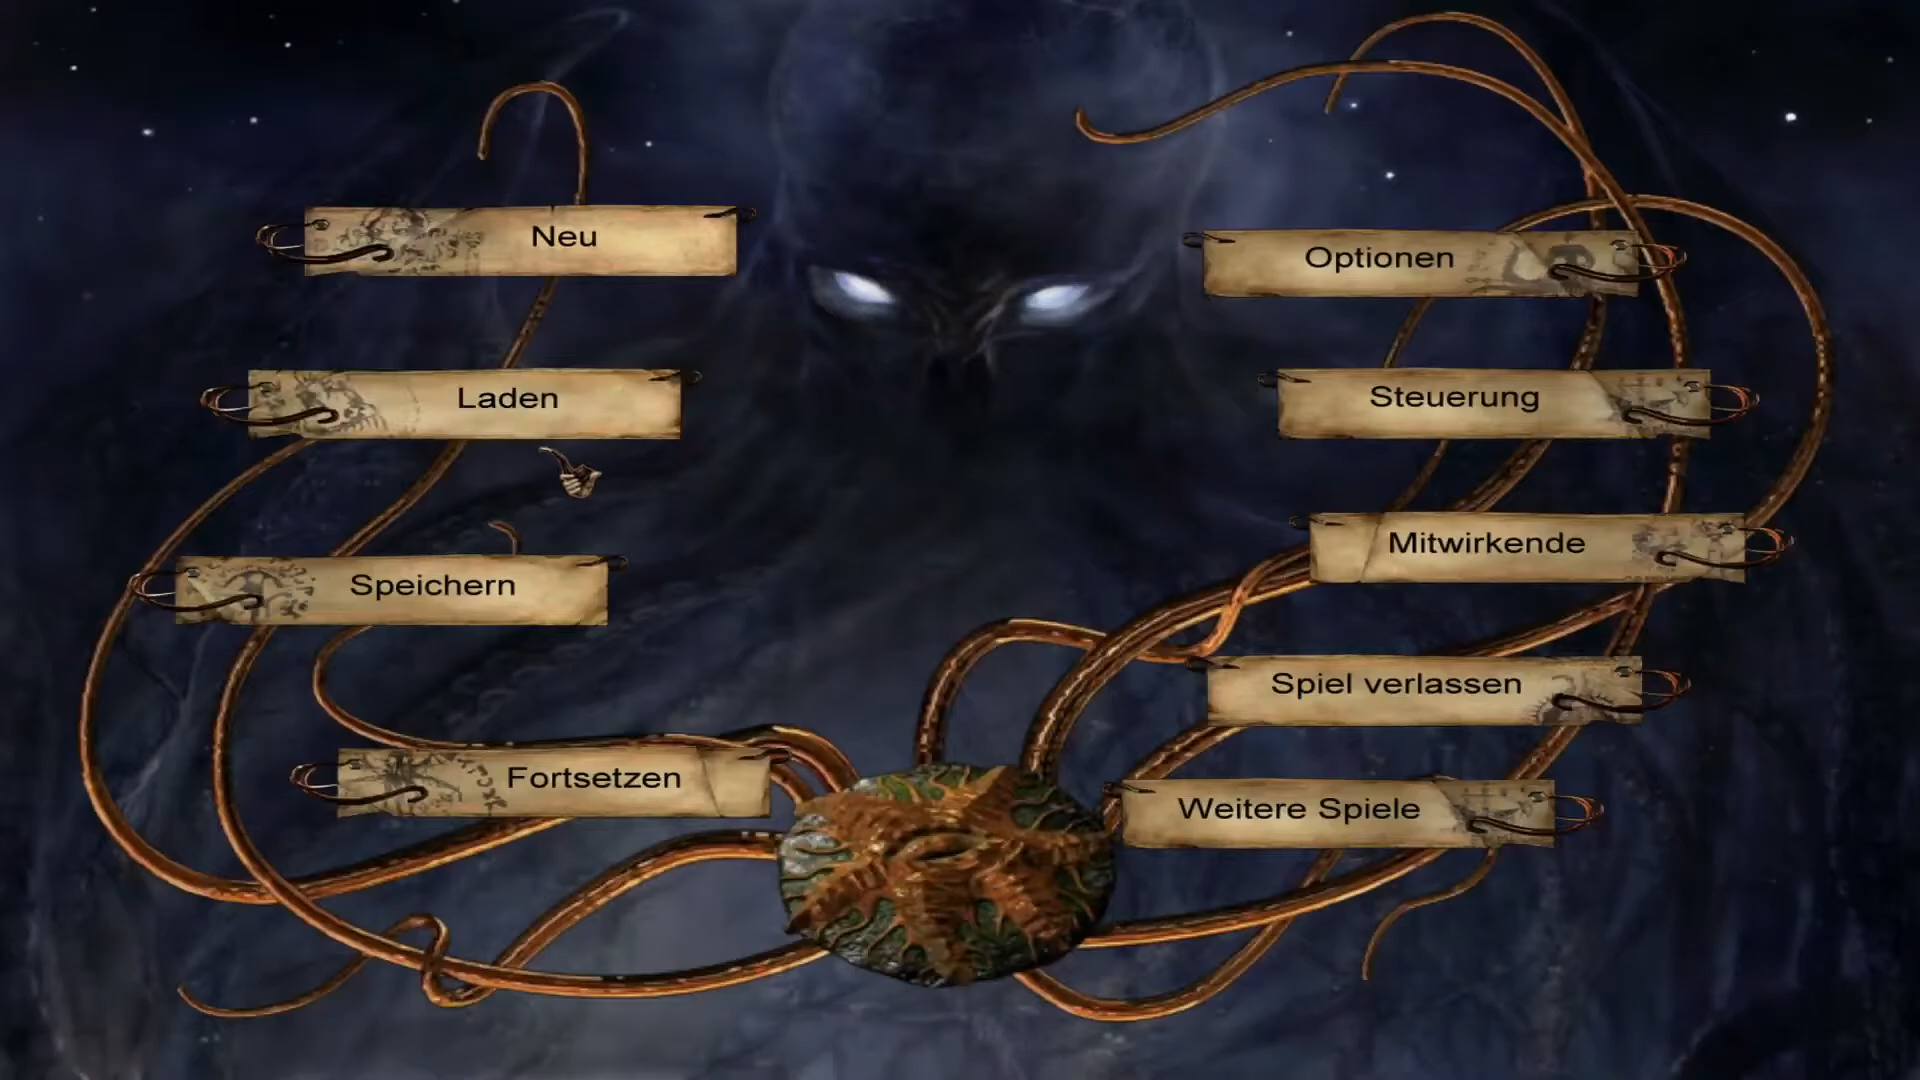 Neu
Laden
Speichern
Fortsetzen
Optionen
Steuerung
Mitwirkende
Spiel verlassen
Weitere Spiele